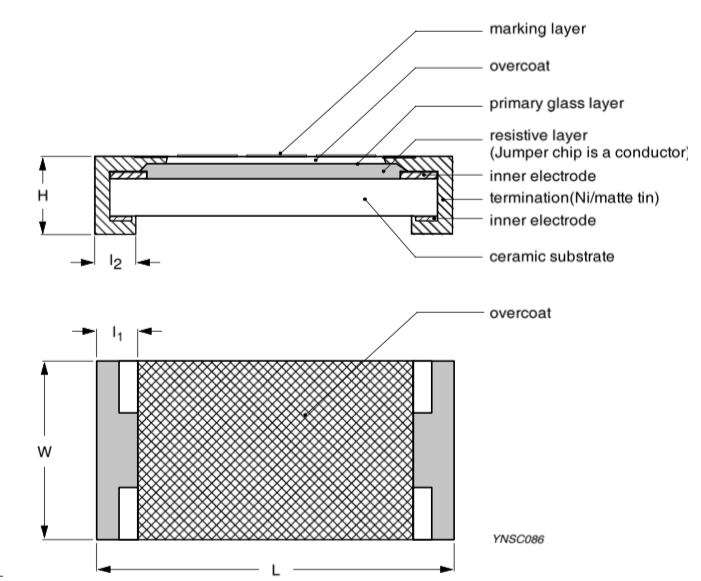 marking layer
overcoat
primary glass layer
resistive layer
(Jumper chip is a conductor)
inner electrode
termination(Ni/matte tin)
inner electrode
ceramic substrate
H
I2
overcoat
I1
W
YNSC086
L